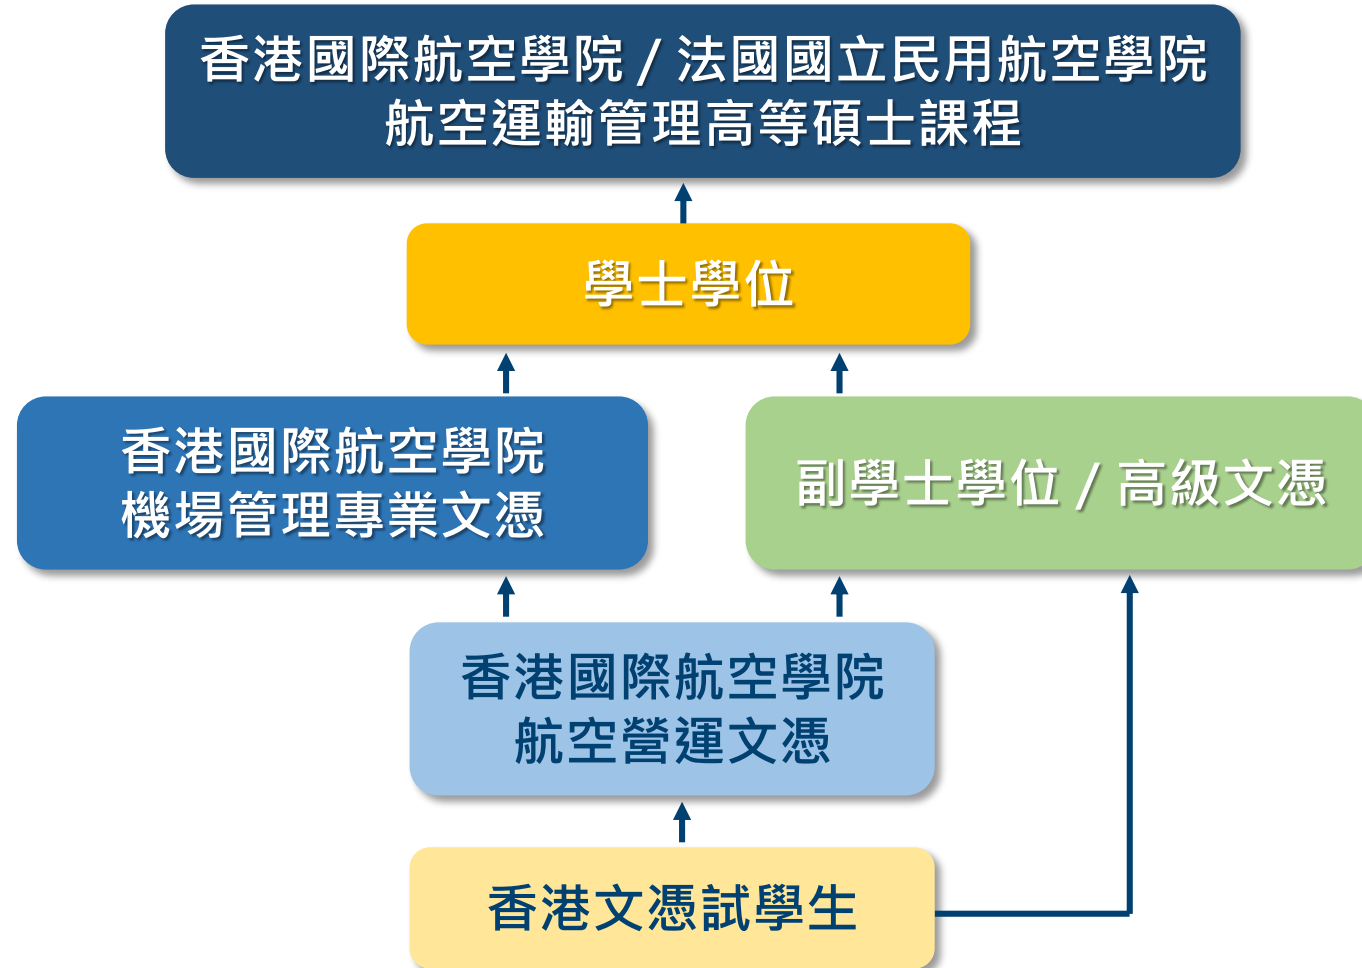 香港國際航空學院 / 法國國立民用航空學院
航空運輸管理高等碩士課程
學士學位
香港國際航空學院
機場管理專業文憑
副學士學位 / 高級文憑
香港國際航空學院
航空營運文憑
香港文憑試學生